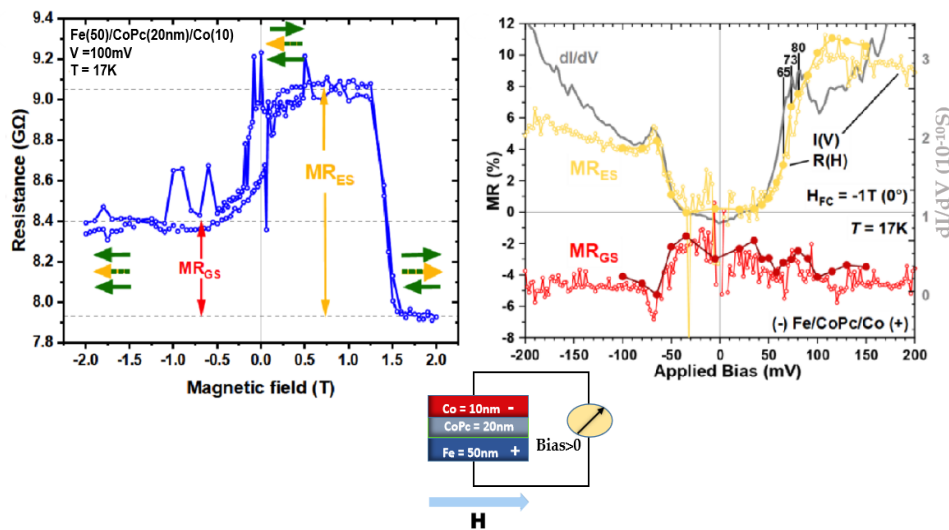 Fe(50)/CoPc(20nm)/Co(10)
V =100mV
T = 17K
Resistance (GΩ)
9.4
9.2
9.0
8.8
8.6
8.4
8.2
8.0
7.8
MR_ES
MR_GS
-2.0 -1.5 -1.0 -0.5 0.0 0.5 1.0 1.5 2.0
Magnetic field (T)
MR (%)
12
10
8
6
4
2
0
-2
-4
-6
-8
dI/dV
65
73
80
I(V)
R(H)
MR_ES
H_FC = -1T (0°)
T = 17K
MR_GS
(-) Fe/CoPc/Co (+)
3
2
1
0
dI/dV (10⁻¹⁰S)
-200 -150 -100 -50 0 50 100 150 200
Applied Bias (mV)
Co = 10nm -
CoPc = 20nm
Fe = 50nm +
Bias>0
H